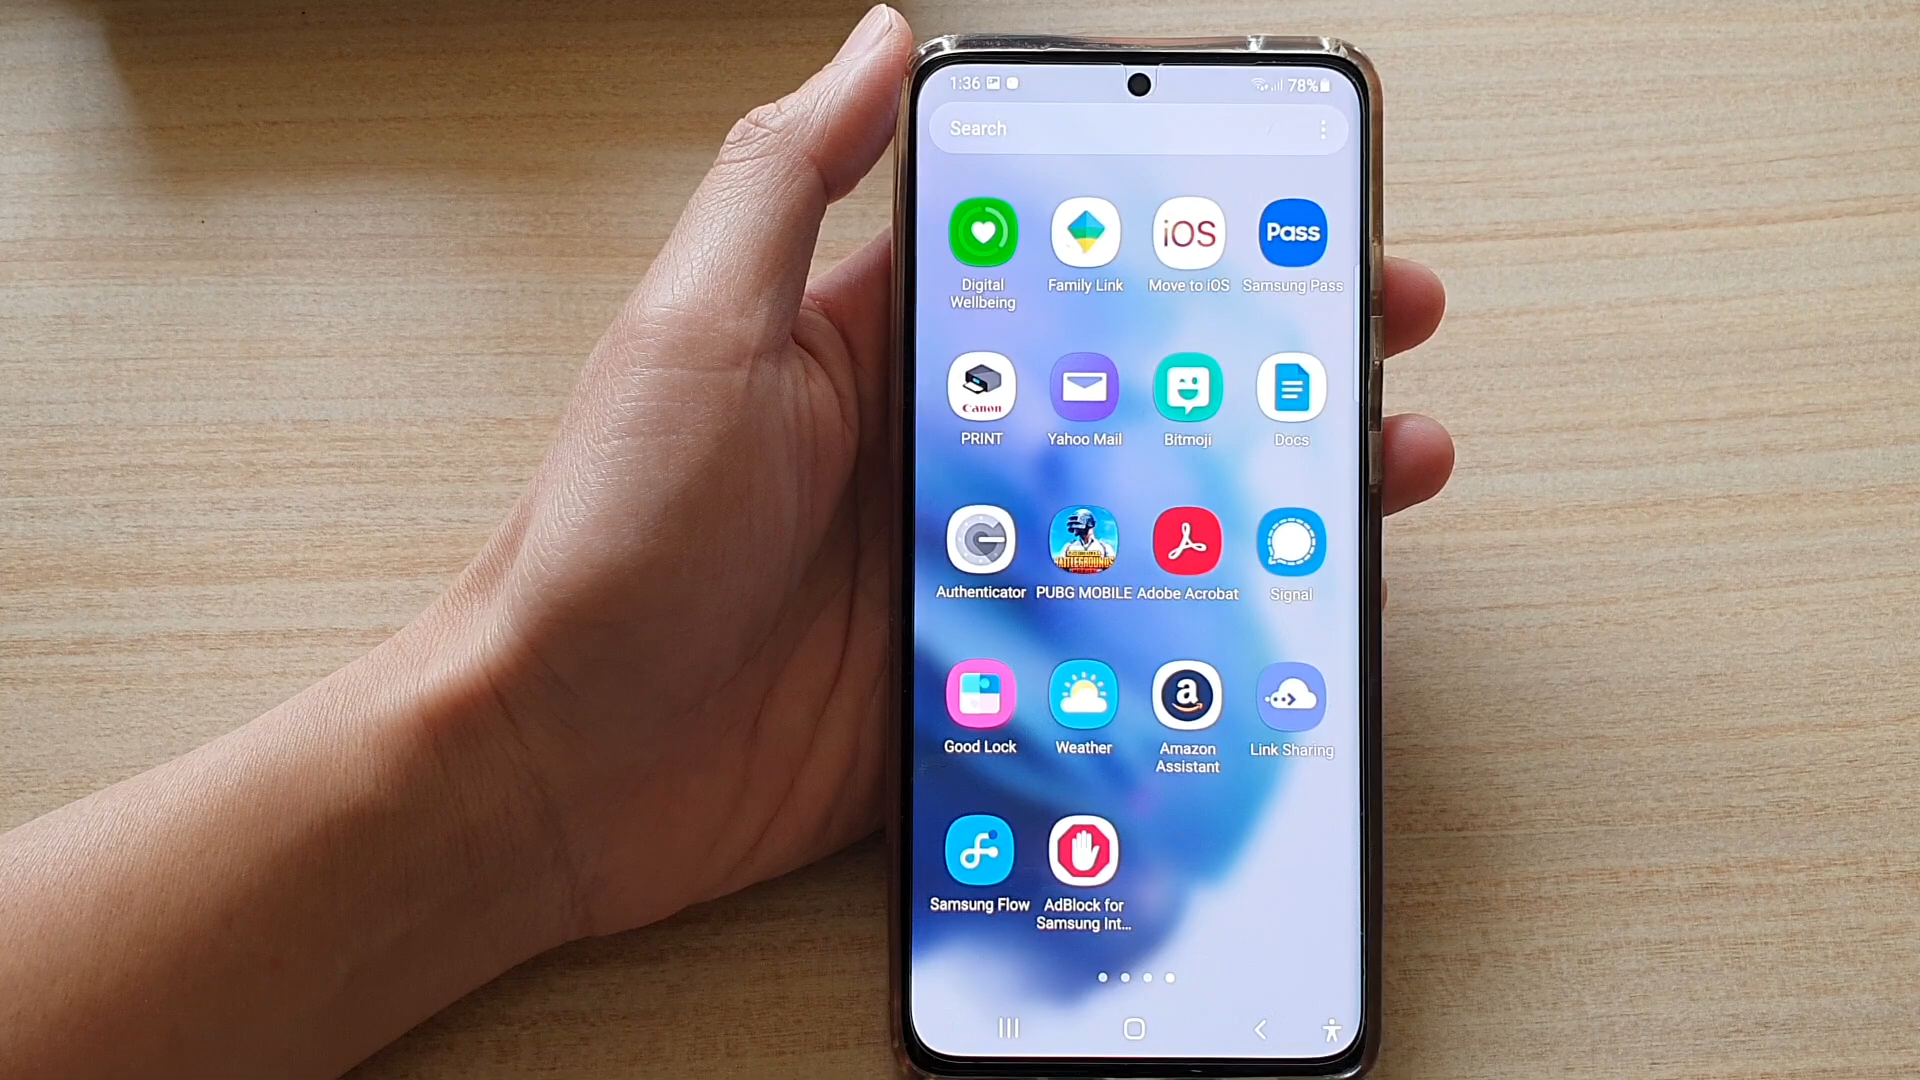 1:36 78%
Search
iOS Pass
Digital Family Link Move to iOS Samsung Pass
Wellbeing
Canon
PRINT Yahoo Mail Bitmoji Docs
BATTLEGROUNDS
Authenticator PUBG MOBILE Adobe Acrobat Signal
a
Good Lock Weather Amazon Link Sharing
Assistant
Samsung Flow AdBlock for
Samsung Int...